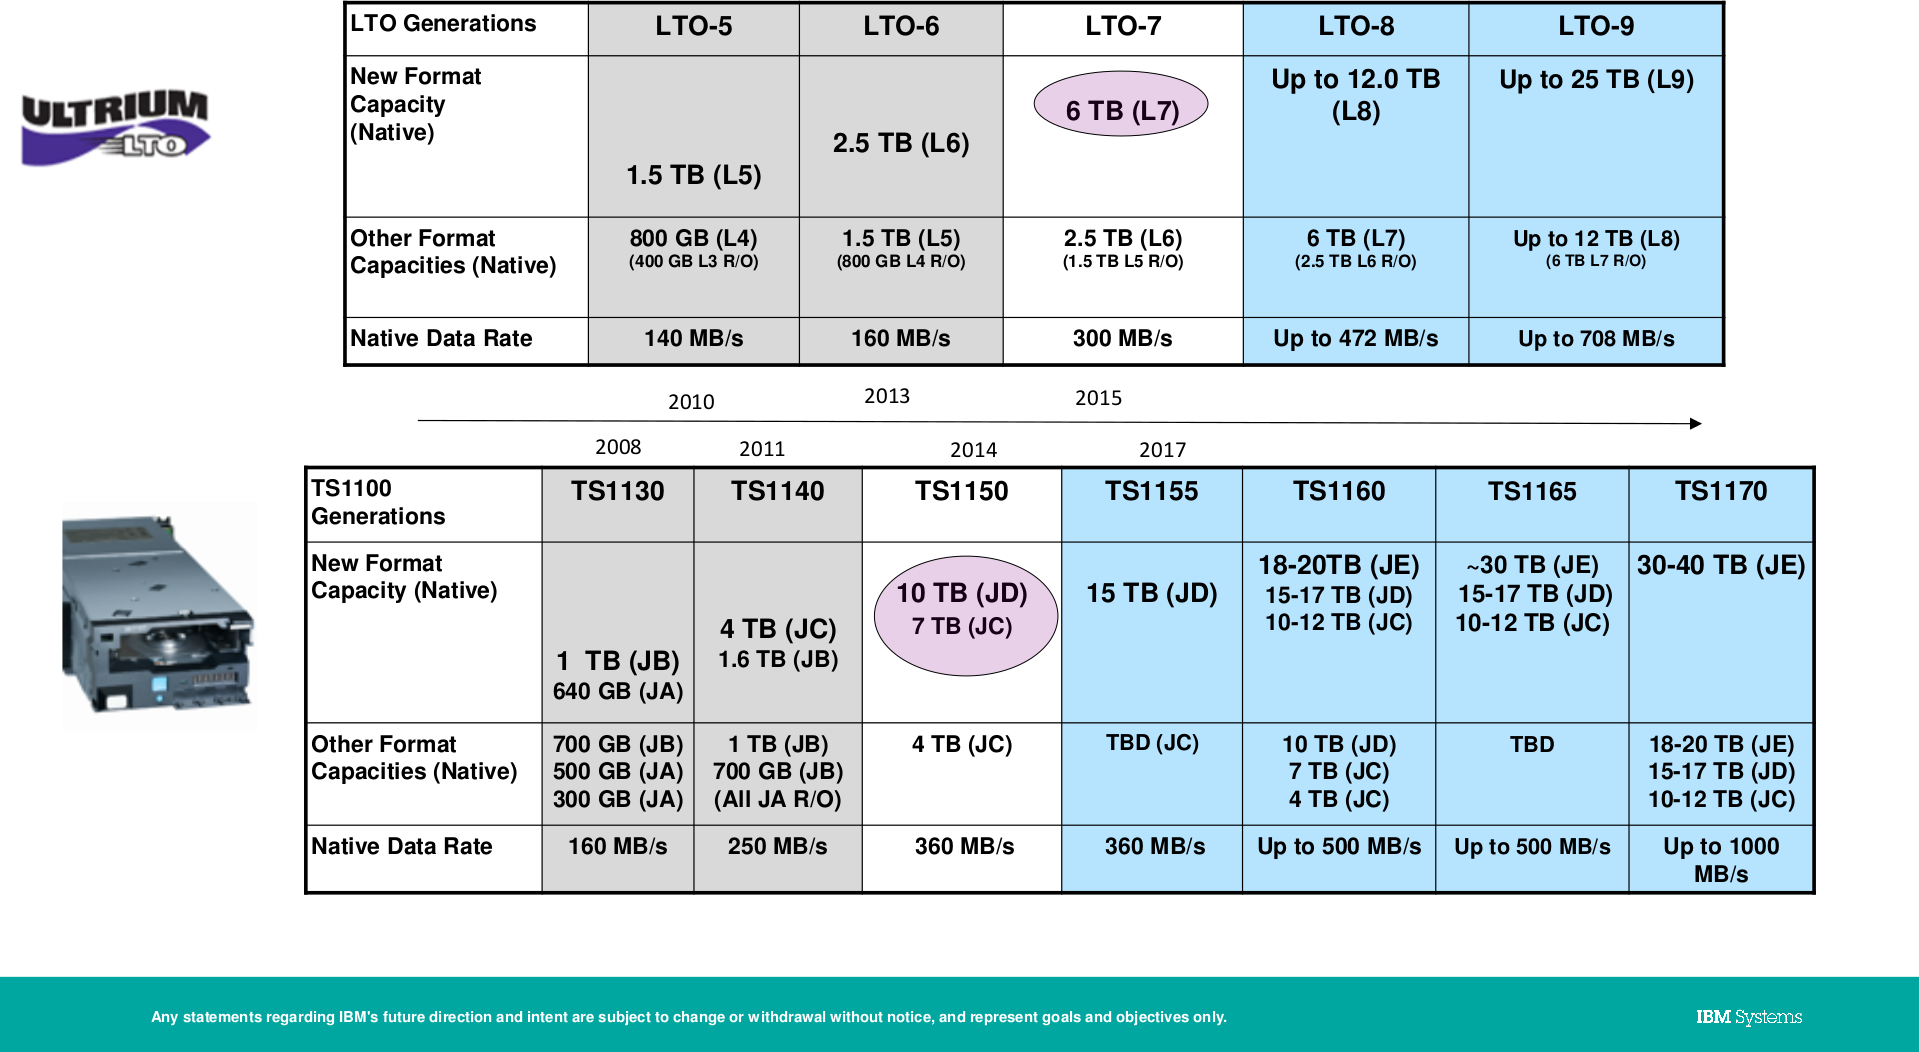 LTO Generations LTO-5 LTO-6 LTO-7 LTO-8 LTO-9
New Format
Capacity
(Native)
1.5 TB (L5)
2.5 TB (L6)
6 TB (L7)
Up to 12.0 TB
(L8)
Up to 25 TB (L9)
ULTRIUM
LTO
Other Format
Capacities (Native)
800 GB (L4)
(400 GB L3 R/O)
1.5 TB (L5)
(800 GB L4 R/O)
2.5 TB (L6)
(1.5 TB L5 R/O)
6 TB (L7)
(2.5 TB L6 R/O)
Up to 12 TB (L8)
(6 TB L7 R/O)
Native Data Rate 140 MB/s 160 MB/s 300 MB/s Up to 472 MB/s Up to 708 MB/s
2010 2013 2015
2008 2011 2014 2017
TS1100
Generations
TS1130 TS1140 TS1150 TS1155 TS1160 TS1165 TS1170
New Format
Capacity (Native)
1 TB (JB)
640 GB (JA)
4 TB (JC)
1.6 TB (JB)
10 TB (JD)
7 TB (JC)
15 TB (JD)
18-20TB (JE)
15-17 TB (JD)
10-12 TB (JC)
~30 TB (JE)
15-17 TB (JD)
10-12 TB (JC)
30-40 TB (JE)
Other Format
Capacities (Native)
700 GB (JB)
500 GB (JA)
300 GB (JA)
1 TB (JB)
700 GB (JB)
(All JA R/O)
4 TB (JC)
TBD (JC)
10 TB (JD)
7 TB (JC)
4 TB (JC)
TBD
18-20 TB (JE)
15-17 TB (JD)
10-12 TB (JC)
Native Data Rate 160 MB/s 250 MB/s 360 MB/s 360 MB/s Up to 500 MB/s Up to 500 MB/s Up to 1000
MB/s
Any statements regarding IBM's future direction and intent are subject to change or withdrawal without notice, and represent goals and objectives only.
IBM Systems